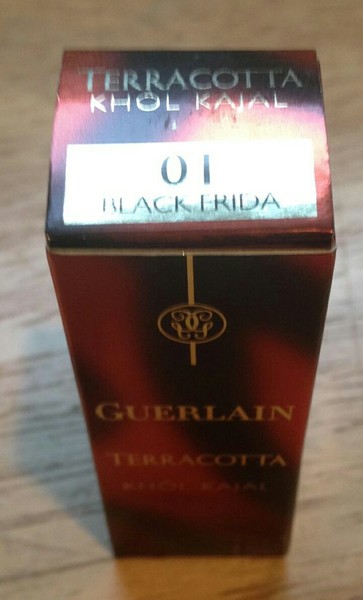 TERRACOTTA
KHÔL KAJAL
01
BLACK FRIDA
GUERLAIN
TERRACOTTA
KHÔL KAJAL